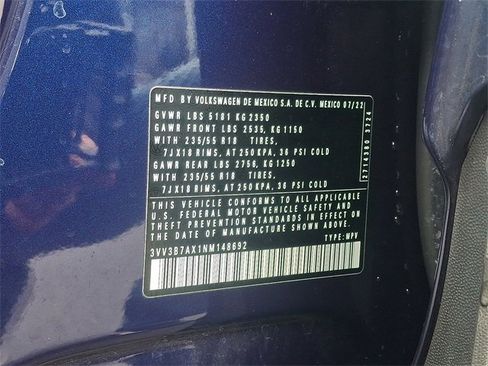 MFD BY VOLKSWAGEN DE MEXICO S.A. DE C.V. MEXICO 07/22
GVWR LBS 5181 KG 2350
GAWR FRONT LBS 2535, KG 1150
WITH 235/55 R18 TIRES,
7JX18 RIMS, AT 250 KPA, 36 PSI COLD
GAWR REAR LBS 2756, KG 1250
WITH 235/55 R18 TIRES,
7JX18 RIMS, AT 250 KPA, 36 PSI COLD
THIS VEHICLE CONFORMS TO ALL APPLICABLE
U.S. FEDERAL MOTOR VEHICLE SAFETY AND
THEFT PREVENTION STANDARDS IN EFFECT ON
THE DATE OF MANUFACTURE SHOWN ABOVE.
3VV3B7AX1NM148692 TYPE: MPV
2714380 3724